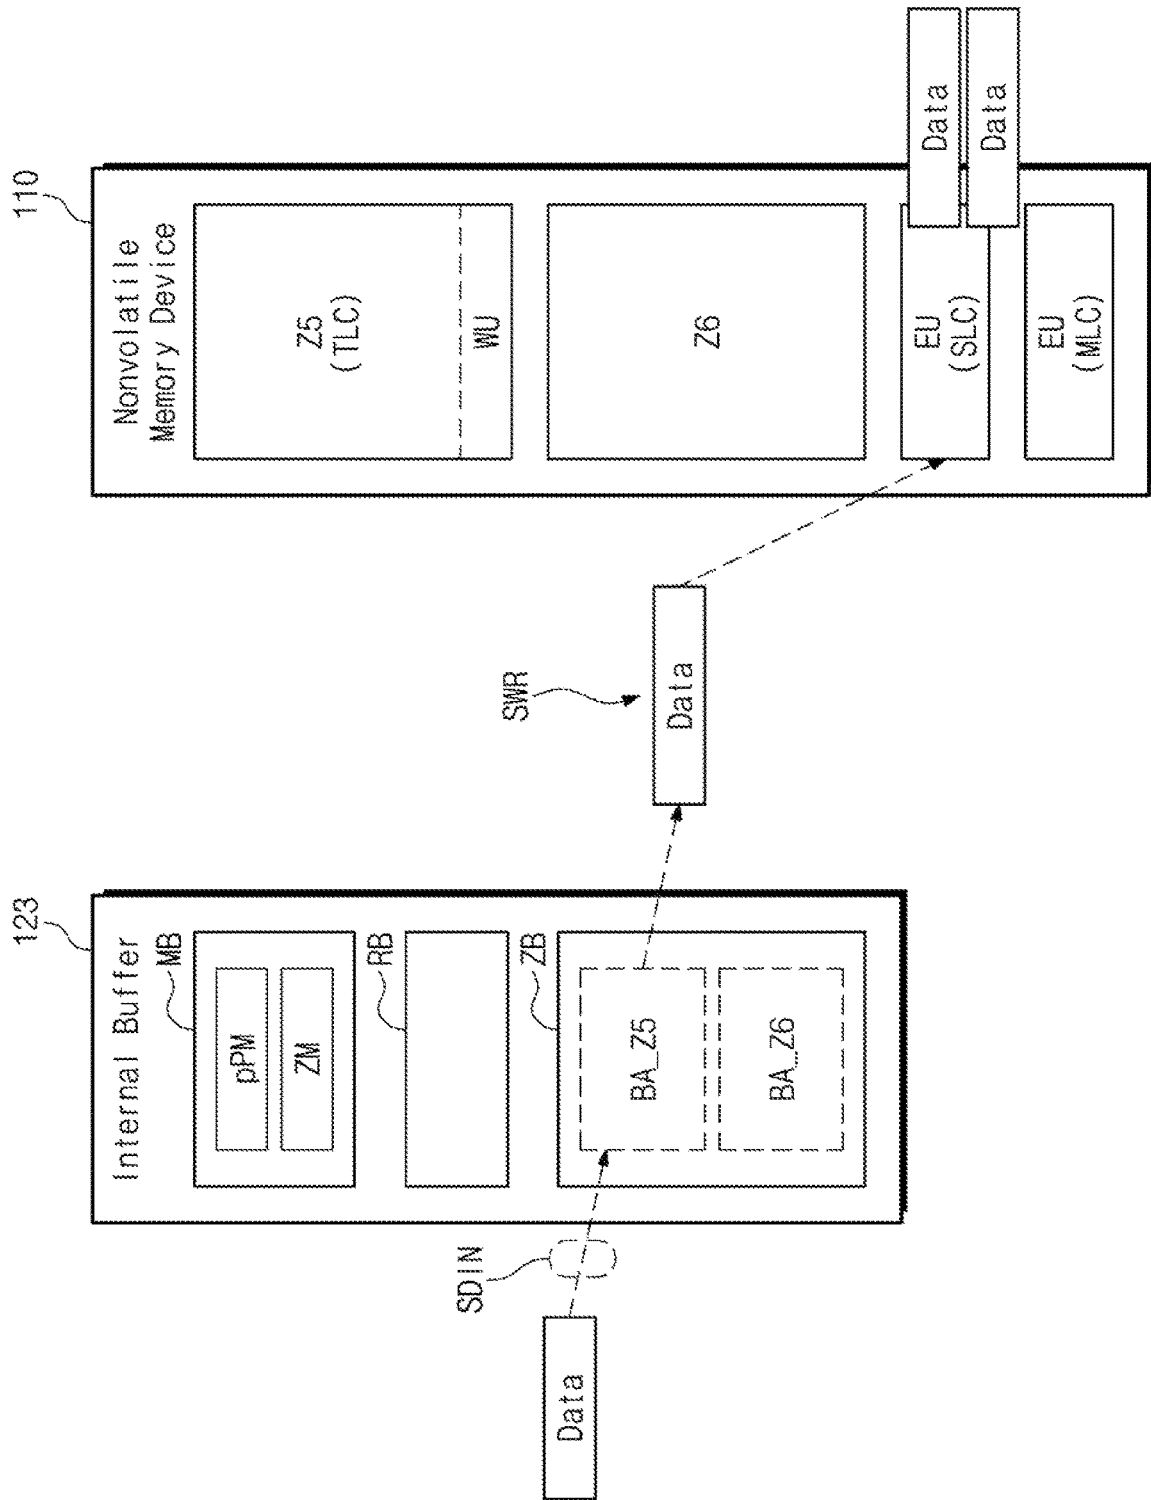 110
Nonvolatile
Memory Device
Z5
(TLC)
WU
Z6
EU
(SLC)
EU
(MLC)
Data
Data
SWR
Data
123
Internal Buffer
MB
pPM
ZM
RB
ZB
BA_Z5
BA_Z6
SDIN
Data